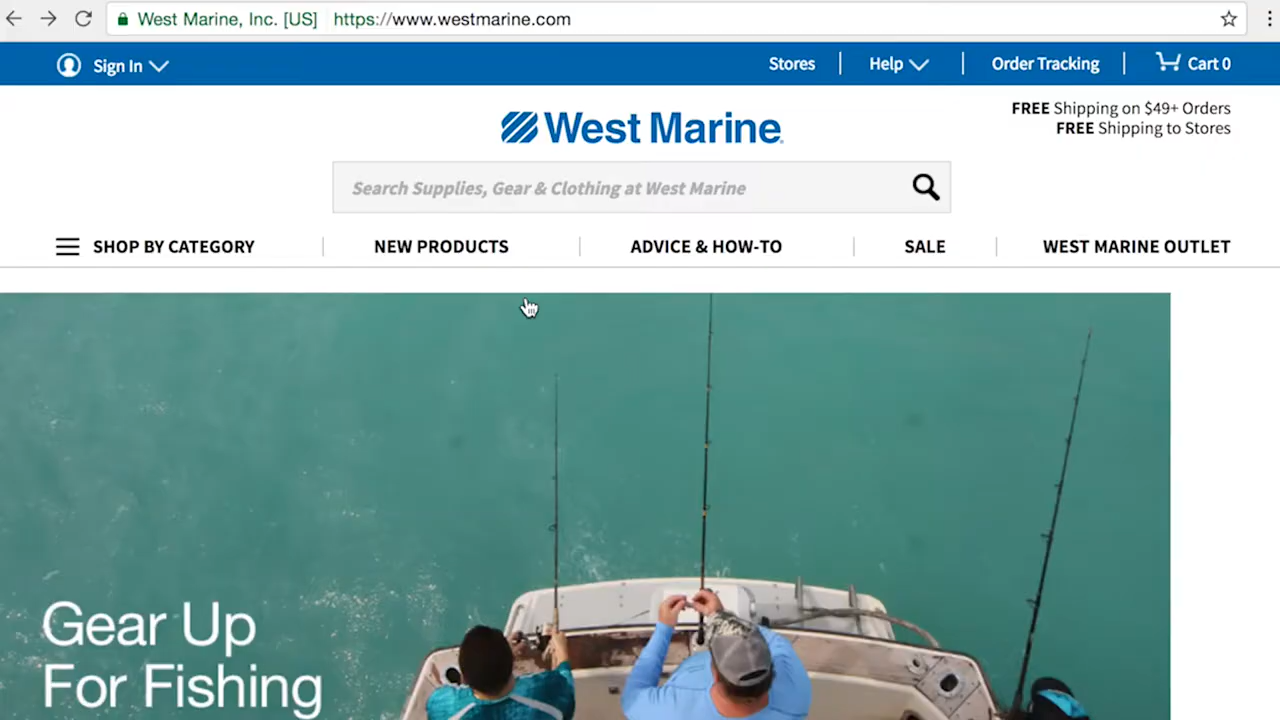 West Marine, Inc. [US] https://www.westmarine.com
Sign In Stores Help Order Tracking Cart 0
West Marine
FREE Shipping on $49+ Orders
FREE Shipping to Stores
Search Supplies, Gear & Clothing at West Marine
SHOP BY CATEGORY NEW PRODUCTS ADVICE & HOW-TO SALE WEST MARINE OUTLET
Gear Up
For Fishing